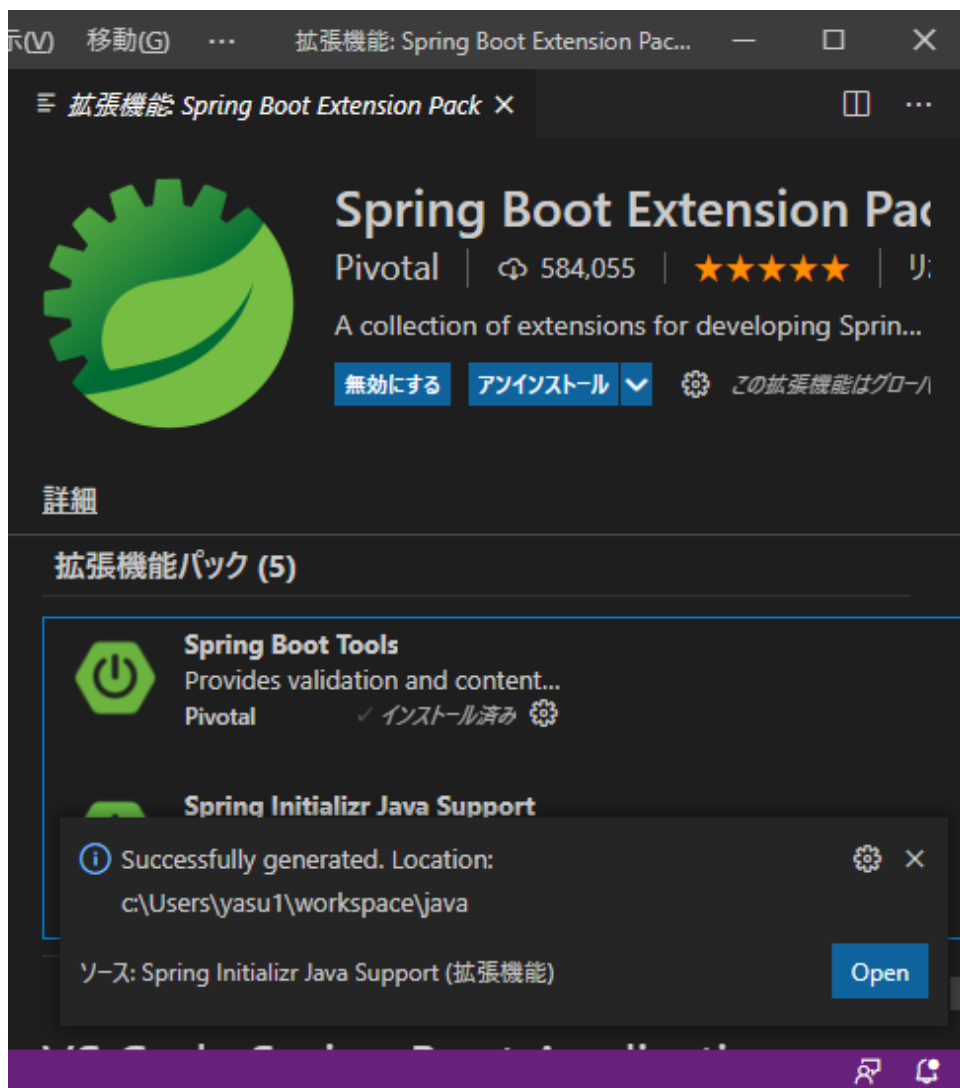 示(V) 移動(G) ··· 拡張機能: Spring Boot Extension Pac...
拡張機能: Spring Boot Extension Pack
Spring Boot Extension Pac
Pivotal 584,055
A collection of extensions for developing Sprin...
無効にする アンインストール この拡張機能はグローバ
詳細
拡張機能パック (5)
Spring Boot Tools
Provides validation and content...
Pivotal ✓ インストール済み
Spring Initializr Java Support
Successfully generated. Location:
c:\Users\yasu1\workspace\java
ソース: Spring Initializr Java Support (拡張機能)
Open